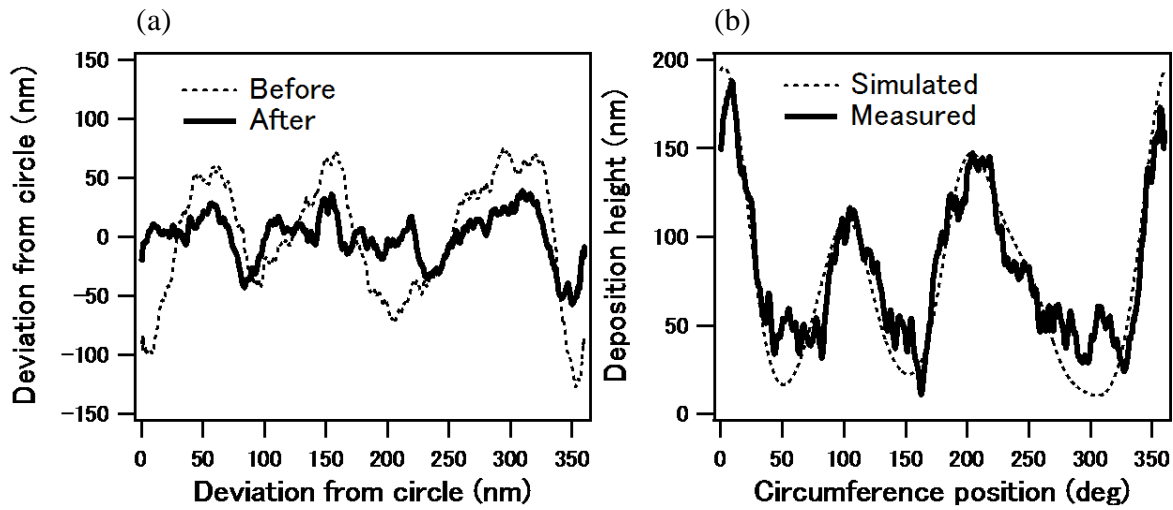 (a)
150
100
50
0
−50
−100
−150
Deviation from circle (nm)
Before
After
0 50 100 150 200 250 300 350
Deviation from circle (nm)
(b)
200
150
100
50
0
Deposition height (nm)
Simulated
Measured
0 50 100 150 200 250 300 350
Circumference position (deg)